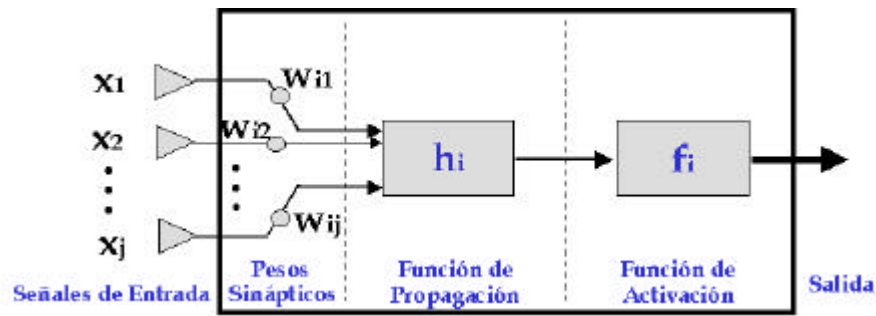 x1
Wi1
x2
Wi2
xj
Wij
hi
fi
Señales de Entrada
Pesos
Sinápticos
Función de
Propagación
Función de
Activación
Salida